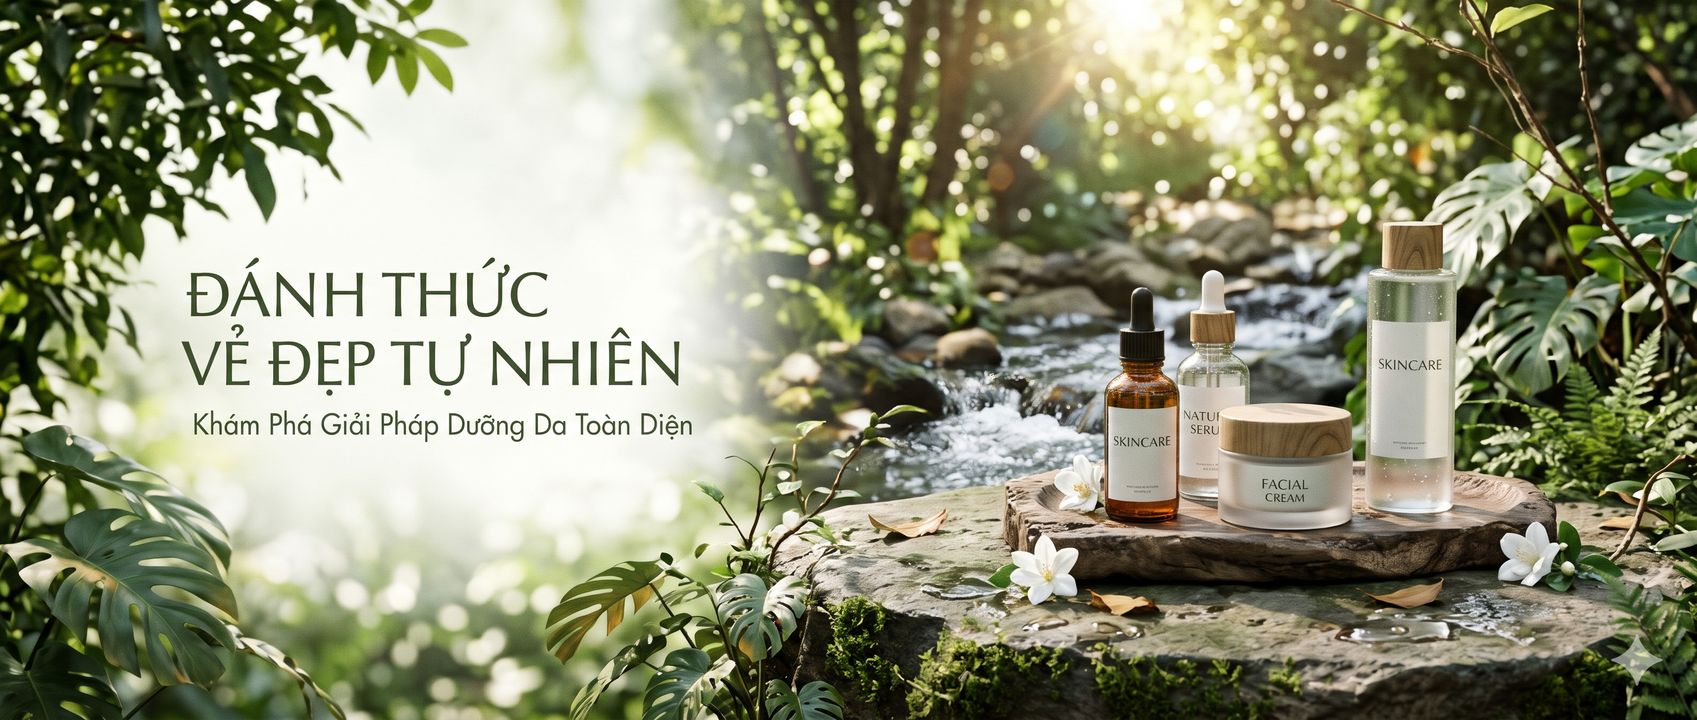 ĐÁNH THỨC
VẺ ĐẸP TỰ NHIÊN
Khám Phá Giải Pháp Dưỡng Da Toàn Diện
SKINCARE
NATU
SERU
FACIAL
CREAM
SKINCARE